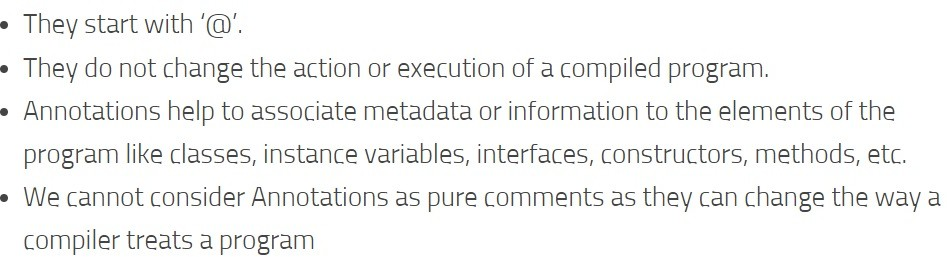 • They start with ‘@’.
• They do not change the action or execution of a compiled program.
• Annotations help to associate metadata or information to the elements of the
program like classes, instance variables, interfaces, constructors, methods, etc.
• We cannot consider Annotations as pure comments as they can change the way a
compiler treats a program